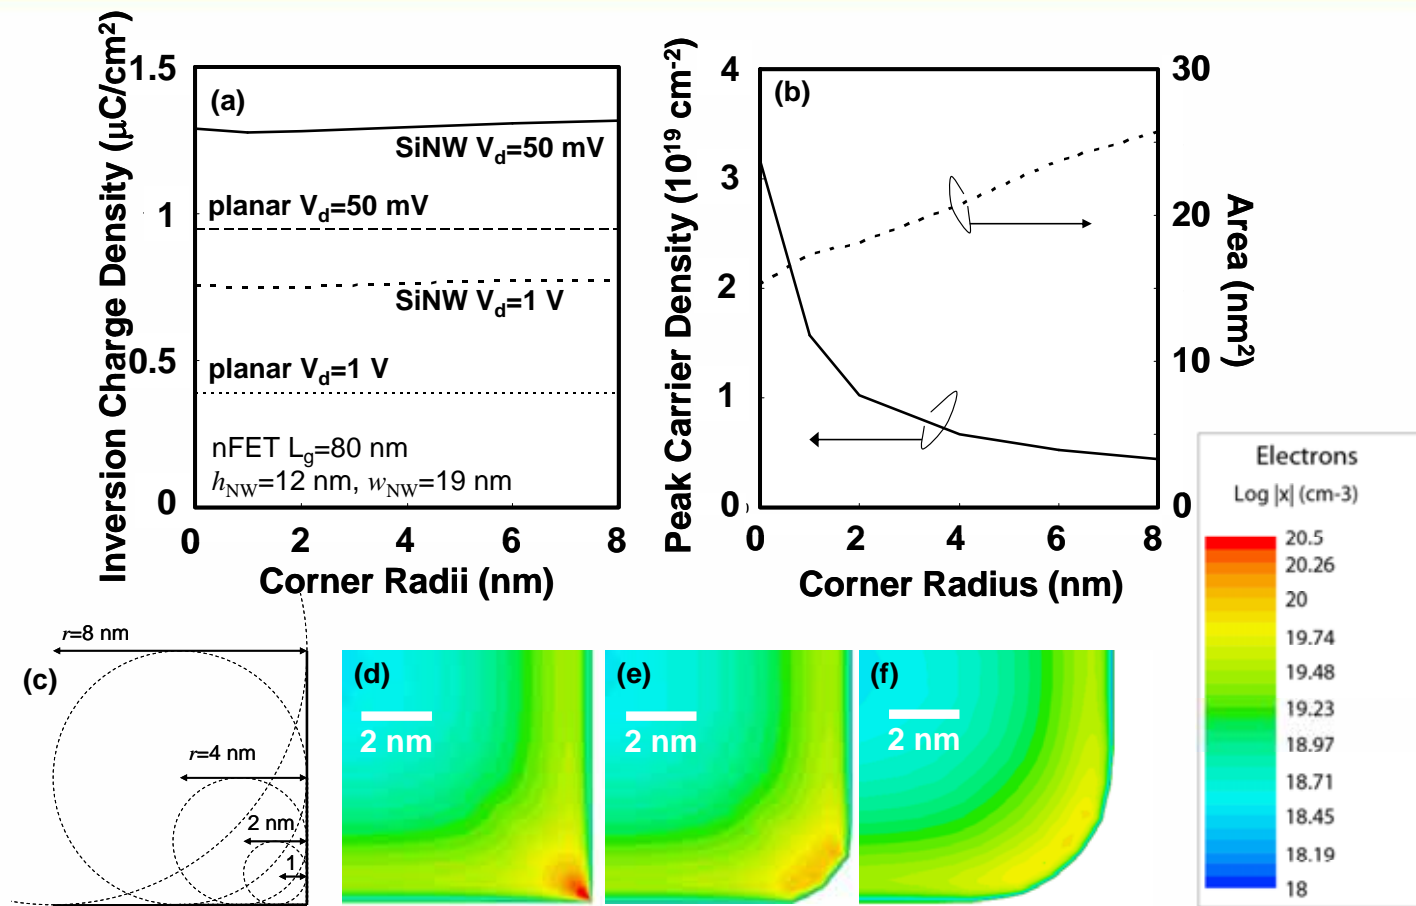 Inversion Charge Density (μC/cm²)
1.5
1
0.5
0
(a)
SiNW V_d=50 mV
planar V_d=50 mV
SiNW V_d=1 V
planar V_d=1 V
nFET L_g=80 nm
h_NW=12 nm, w_NW=19 nm
0 2 4 6 8
Corner Radii (nm)
Peak Carrier Density (10¹⁹ cm⁻²)
4
3
2
1
0
(b)
30
20
10
0
Area (nm²)
0 2 4 6 8
Corner Radius (nm)
(c)
r=8 nm
r=4 nm
2 nm
1
(d)
2 nm
(e)
2 nm
(f)
2 nm
Electrons
Log |x| (cm-3)
20.5
20.26
20
19.74
19.48
19.23
18.97
18.71
18.45
18.19
18